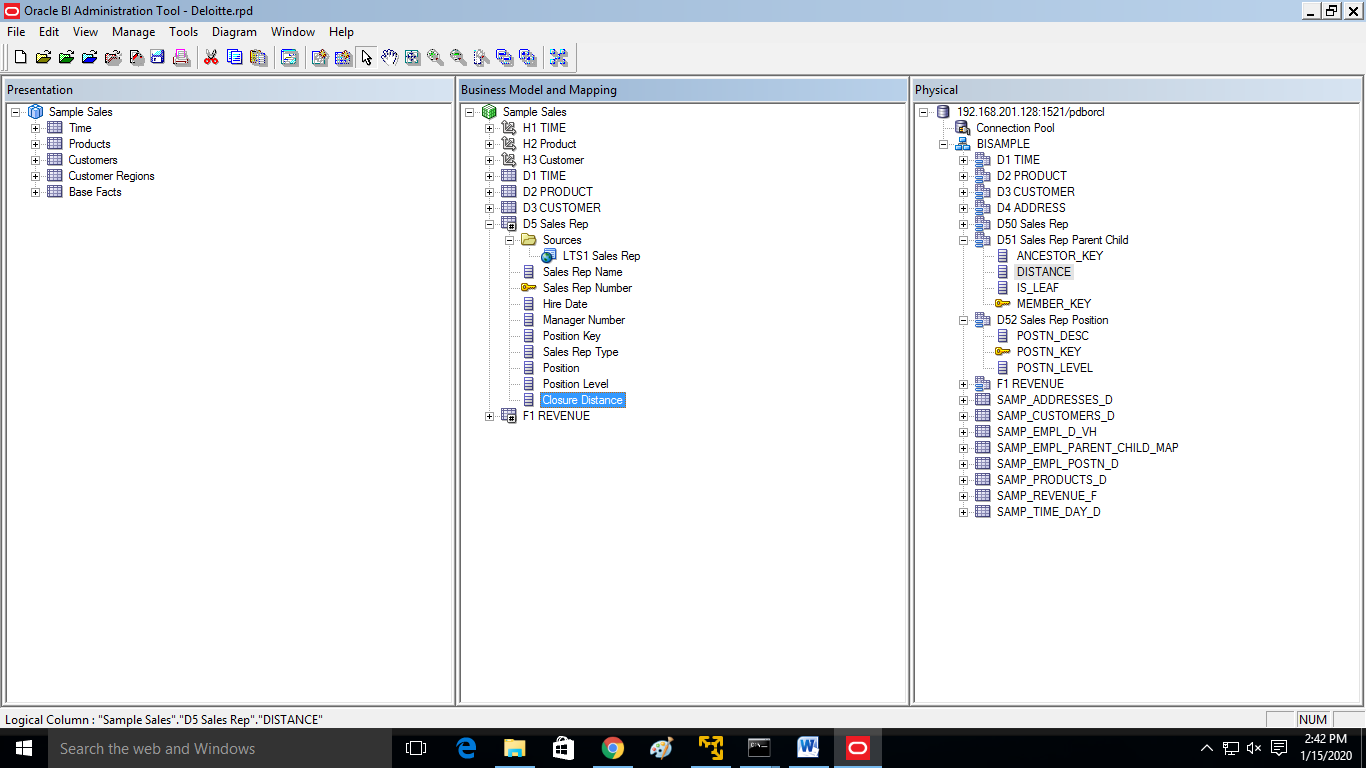 Oracle BI Administration Tool - Deloitte.rpd
File Edit View Manage Tools Diagram Window Help
Presentation
Sample Sales
Time
Products
Customers
Customer Regions
Base Facts
Business Model and Mapping
Sample Sales
H1 TIME
H2 Product
H3 Customer
D1 TIME
D2 PRODUCT
D3 CUSTOMER
D5 Sales Rep
Sources
LTS1 Sales Rep
Sales Rep Name
Sales Rep Number
Hire Date
Manager Number
Position Key
Sales Rep Type
Position
Position Level
Closure Distance
F1 REVENUE
Physical
192.168.201.128:1521/pdborcl
Connection Pool
BISAMPLE
D1 TIME
D2 PRODUCT
D3 CUSTOMER
D4 ADDRESS
D50 Sales Rep
D51 Sales Rep Parent Child
ANCESTOR_KEY
DISTANCE
IS_LEAF
MEMBER_KEY
D52 Sales Rep Position
POSTN_DESC
POSTN_KEY
POSTN_LEVEL
F1 REVENUE
SAMP_ADDRESSES_D
SAMP_CUSTOMERS_D
SAMP_EMPL_D_VH
SAMP_EMPL_PARENT_CHILD_MAP
SAMP_EMPL_POSTN_D
SAMP_PRODUCTS_D
SAMP_REVENUE_F
SAMP_TIME_DAY_D
Logical Column : "Sample Sales"."D5 Sales Rep"."DISTANCE"
NUM
Search the web and Windows
2:42 PM
1/15/2020